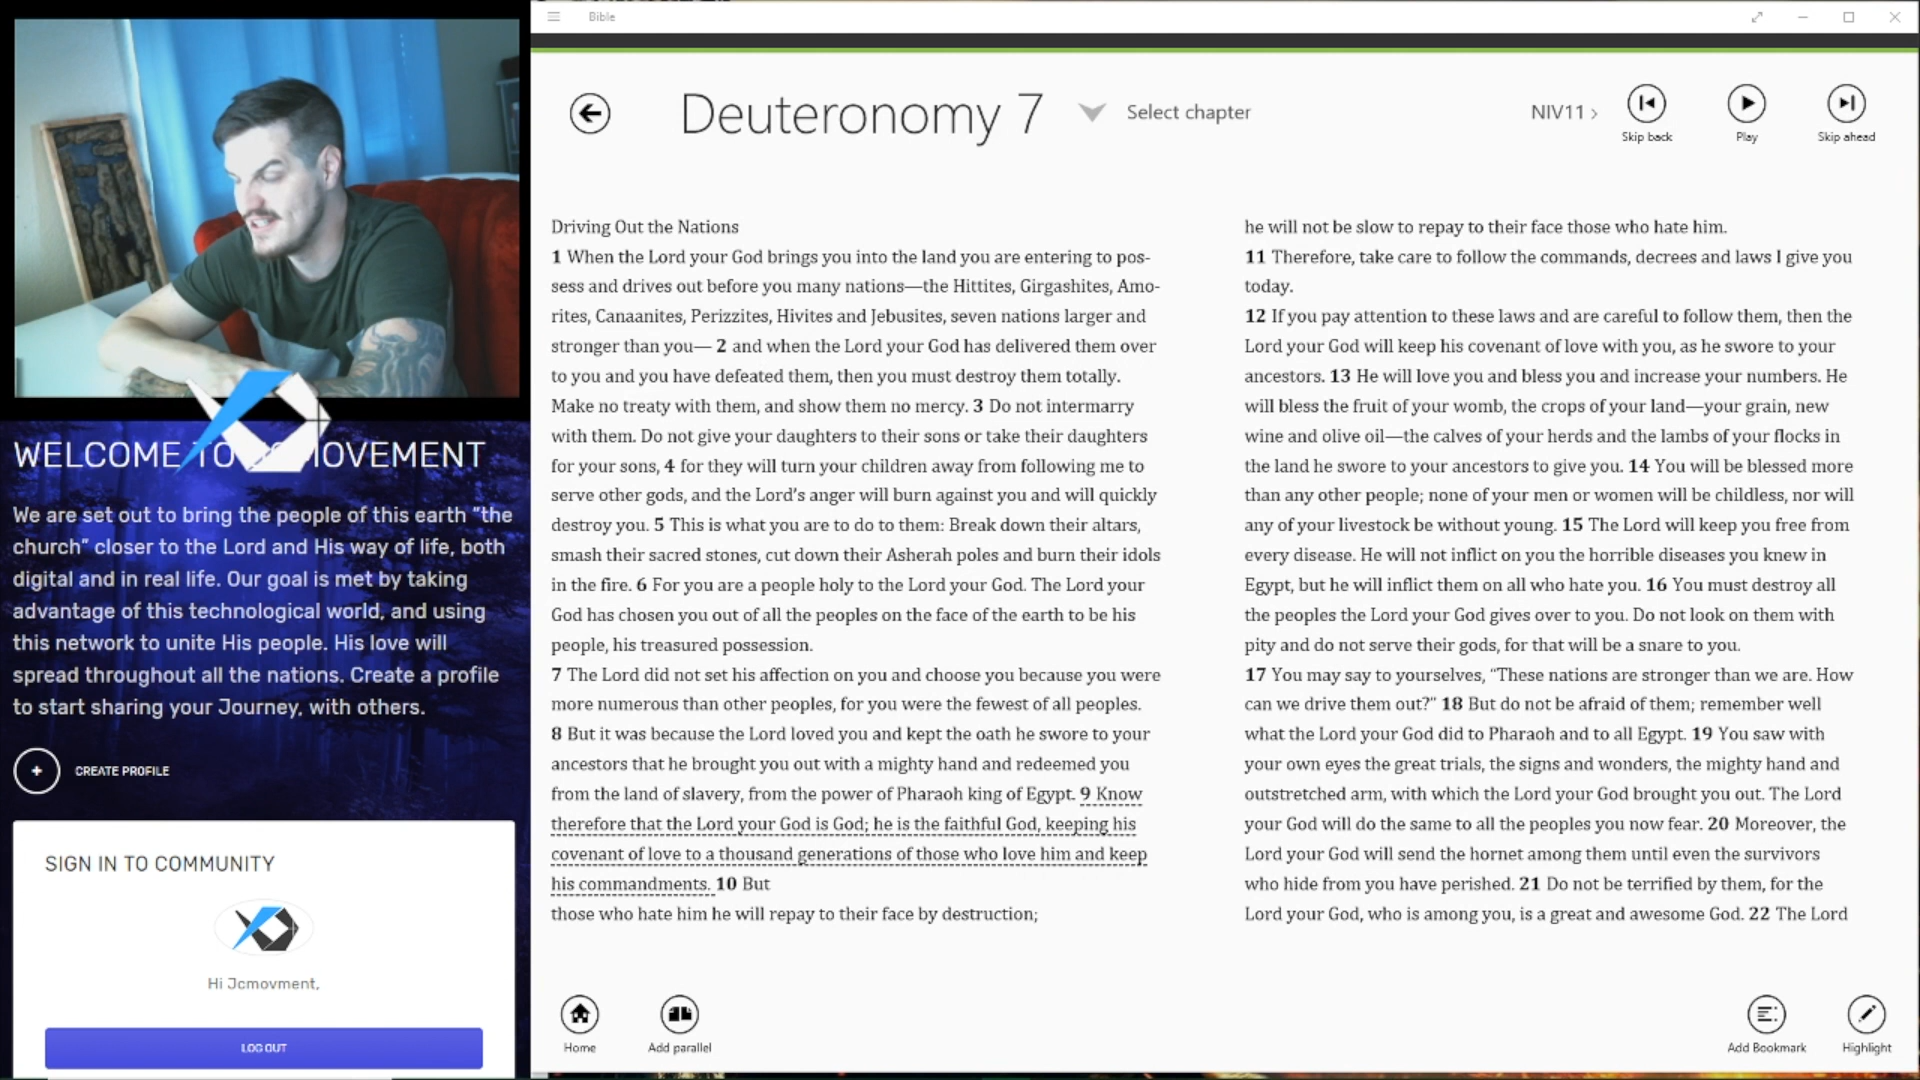 WELCOME TO MOVEMENT
We are set out to bring the people of this earth "the
church" closer to the Lord and His way of life, both
digital and in real life. Our goal is met by taking
advantage of this technological world, and using
this network to unite His people. His love will
spread throughout all the nations. Create a profile
to start sharing your Journey, with others.
+ CREATE PROFILE
SIGN IN TO COMMUNITY
Hi Jcmovment,
LOG OUT
Bible
Deuteronomy 7
Select chapter
NIV11 ›
Skip back
Play
Skip ahead
Driving Out the Nations
1 When the Lord your God brings you into the land you are entering to pos-
sess and drives out before you many nations—the Hittites, Girgashites, Amo-
rites, Canaanites, Perizzites, Hivites and Jebusites, seven nations larger and
stronger than you— 2 and when the Lord your God has delivered them over
to you and you have defeated them, then you must destroy them totally.
Make no treaty with them, and show them no mercy. 3 Do not intermarry
with them. Do not give your daughters to their sons or take their daughters
for your sons, 4 for they will turn your children away from following me to
serve other gods, and the Lord's anger will burn against you and will quickly
destroy you. 5 This is what you are to do to them: Break down their altars,
smash their sacred stones, cut down their Asherah poles and burn their idols
in the fire. 6 For you are a people holy to the Lord your God. The Lord your
God has chosen you out of all the peoples on the face of the earth to be his
people, his treasured possession.
7 The Lord did not set his affection on you and choose you because you were
more numerous than other peoples, for you were the fewest of all peoples.
8 But it was because the Lord loved you and kept the oath he swore to your
ancestors that he brought you out with a mighty hand and redeemed you
from the land of slavery, from the power of Pharaoh king of Egypt. 9 Know
therefore that the Lord your God is God; he is the faithful God, keeping his
covenant of love to a thousand generations of those who love him and keep
his commandments. 10 But
those who hate him he will repay to their face by destruction;
he will not be slow to repay to their face those who hate him.
11 Therefore, take care to follow the commands, decrees and laws I give you
today.
12 If you pay attention to these laws and are careful to follow them, then the
Lord your God will keep his covenant of love with you, as he swore to your
ancestors. 13 He will love you and bless you and increase your numbers. He
will bless the fruit of your womb, the crops of your land—your grain, new
wine and olive oil—the calves of your herds and the lambs of your flocks in
the land he swore to your ancestors to give you. 14 You will be blessed more
than any other people; none of your men or women will be childless, nor will
any of your livestock be without young. 15 The Lord will keep you free from
every disease. He will not inflict on you the horrible diseases you knew in
Egypt, but he will inflict them on all who hate you. 16 You must destroy all
the peoples the Lord your God gives over to you. Do not look on them with
pity and do not serve their gods, for that will be a snare to you.
17 You may say to yourselves, “These nations are stronger than we are. How
can we drive them out?” 18 But do not be afraid of them; remember well
what the Lord your God did to Pharaoh and to all Egypt. 19 You saw with
your own eyes the great trials, the signs and wonders, the mighty hand and
outstretched arm, with which the Lord your God brought you out. The Lord
your God will do the same to all the peoples you now fear. 20 Moreover, the
Lord your God will send the hornet among them until even the survivors
who hide from you have perished. 21 Do not be terrified by them, for the
Lord your God, who is among you, is a great and awesome God. 22 The Lord
Home
Add parallel
Add Bookmark
Highlight